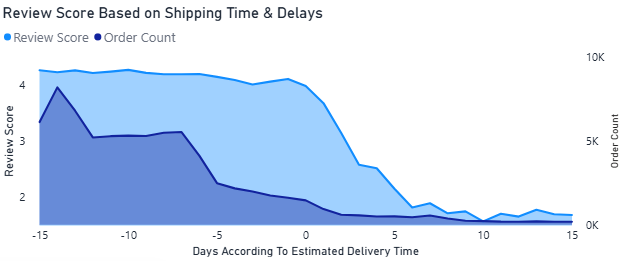 Review Score Based on Shipping Time & Delays
Review Score Order Count
10K
4
3
5K
2
0K
Review Score
Order Count
-15 -10 -5 0 5 10 15
Days According To Estimated Delivery Time